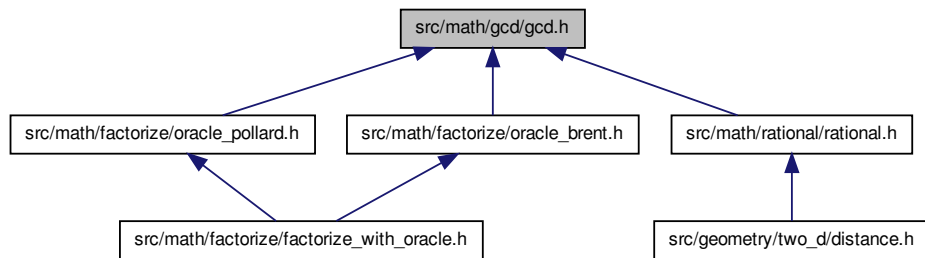 src/math/gcd/gcd.h
src/math/factorize/oracle_pollard.h
src/math/factorize/oracle_brent.h
src/math/rational/rational.h
src/math/factorize/factorize_with_oracle.h
src/geometry/two_d/distance.h